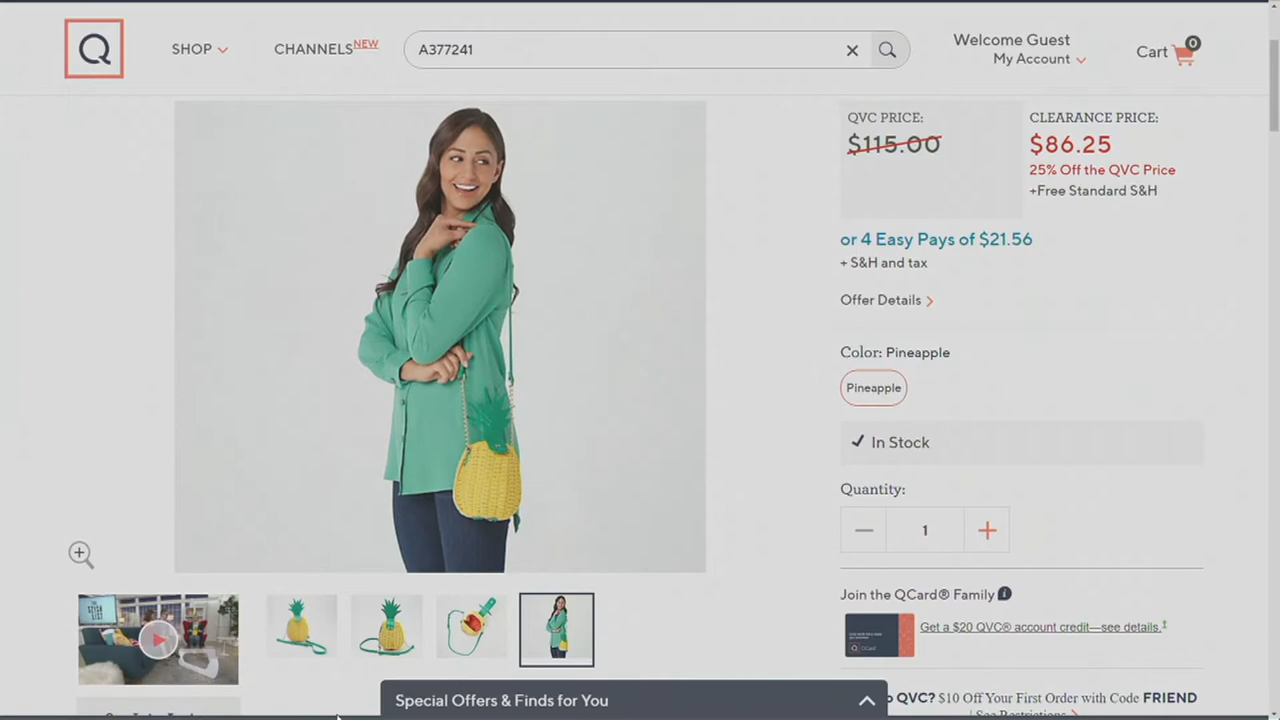 Q
SHOP
CHANNELS NEW
A377241
Welcome Guest
My Account
Cart
0
QVC PRICE:
$115.00
CLEARANCE PRICE:
$86.25
25% Off the QVC Price
+Free Standard S&H
or 4 Easy Pays of $21.56
+ S&H and tax
Offer Details
Color: Pineapple
Pineapple
In Stock
Quantity:
1
Join the QCard® Family
Get a $20 QVC® account credit—see details.‡
QVC? $10 Off Your First Order with Code FRIEND
See Restrictions
Special Offers & Finds for You